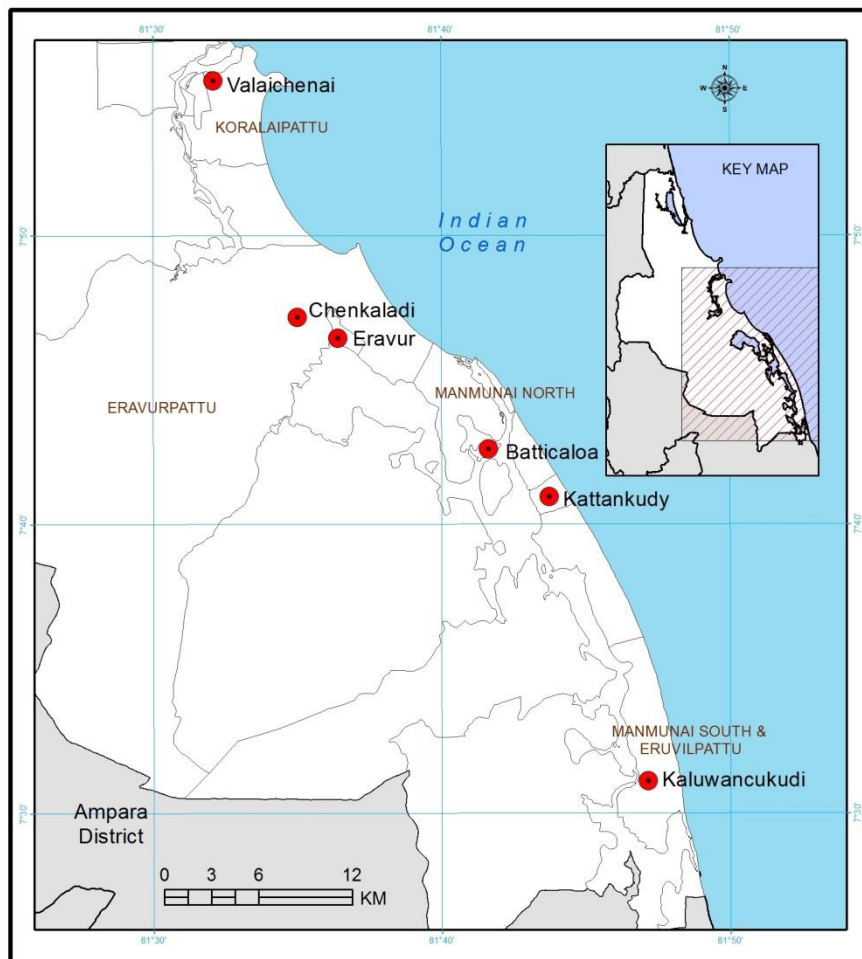 81°30'
81°40'
81°50'
Valaichenai
N
W
E
S
KORALAIPATTU
KEY MAP
Indian
Ocean
7°50'
7°50'
Chenkaladi
Eravur
MANMUNAI NORTH
ERAVURPATTU
Batticaloa
Kattankudy
7°40'
7°40'
MANMUNAI SOUTH &
ERUVILPATTU
Kaluwancukudi
Ampara
District
7°30'
7°30'
0 3 6 12
KM
81°30'
81°40'
81°50'